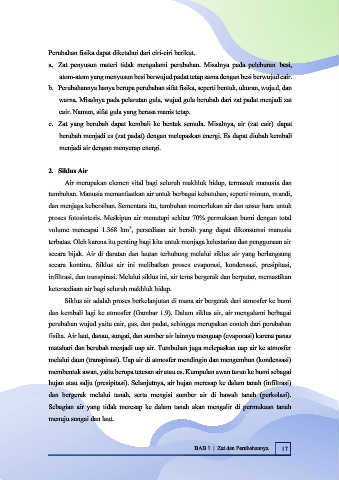 Perubahan fisika dapat diketahui dari ciri-ciri berikut.
a. Zat penyusun materi tidak mengalami perubahan. Misalnya pada peleburan besi,
atom-atom yang menyusun besi berwujud padat tetap sama dengan besi berwujud cair.
b. Perubahannya hanya berupa perubahan sifat fisika, seperti bentuk, ukuran, wujud, dan
warna. Misalnya pada pelarutan gula, wujud gula berubah dari zat padat menjadi zat
cair. Namun, sifat gula yang berasa manis tetap.
c. Zat yang berubah dapat kembali ke bentuk semula. Misalnya, air (zat cair) dapat
berubah menjadi es (zat padat) dengan melepaskan energi. Es dapat diubah kembali
menjadi air dengan menyerap energi.
2. Siklus Air
Air merupakan elemen vital bagi seluruh makhluk hidup, termasuk manusia dan
tumbuhan. Manusia memanfaatkan air untuk berbagai kebutuhan, seperti minum, mandi,
dan menjaga kebersihan. Sementara itu, tumbuhan memerlukan air dan unsur hara untuk
proses fotosintesis. Meskipun air menutupi sekitar 70% permukaan bumi dengan total
volume mencapai 1.368 km³, persediaan air bersih yang dapat dikonsumsi manusia
terbatas. Oleh karena itu penting bagi kita untuk menjaga kelestarian dan penggunaan air
secara bijak. Air di daratan dan lautan terhubung melalui siklus air yang berlangsung
secara kontinu. Siklus air ini melibatkan proses evaporasi, kondensasi, presipitasi,
infiltrasi, dan transpirasi. Melalui siklus ini, air terus bergerak dan berputar, memastikan
ketersediaan air bagi seluruh makhluk hidup.
Siklus air adalah proses berkelanjutan di mana air bergerak dari atmosfer ke bumi
dan kembali lagi ke atmosfer (Gambar 1.9). Dalam siklus air, air mengalami berbagai
perubahan wujud yaitu cair, gas, dan padat, sehingga merupakan contoh dari perubahan
fisika. Air laut, danau, sungai, dan sumber air lainnya menguap (evaporasi) karena panas
matahari dan berubah menjadi uap air. Tumbuhan juga melepaskan uap air ke atmosfer
melalui daun (transpirasi). Uap air di atmosfer mendingin dan mengembun (kondensasi)
membentuk awan, yaitu berupa tetesan air atau es. Kumpulan awan turun ke bumi sebagai
hujan atau salju (presipitasi). Selanjutnya, air hujan meresap ke dalam tanah (infiltrasi)
dan bergerak melalui tanah, serta mengisi sumber air di bawah tanah (perkolasi).
Sebagian air yang tidak meresap ke dalam tanah akan mengalir di permukaan tanah
menuju sungai dan laut.
BAB 1 | Zat dan Perubahannya 17